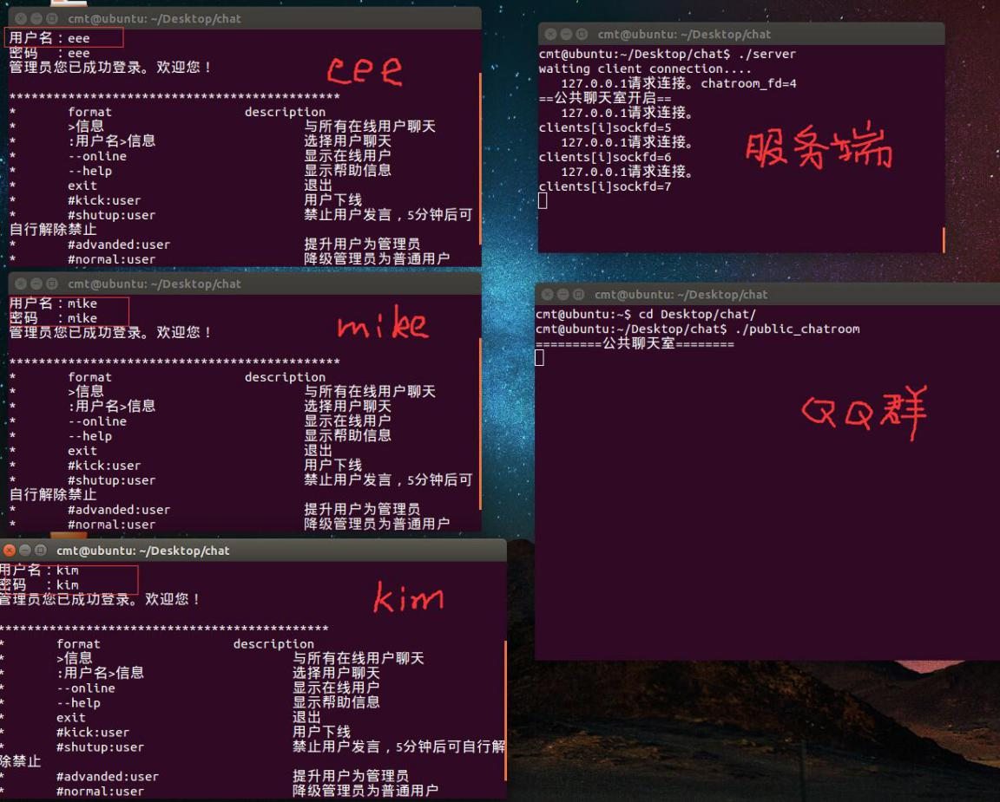 cmt@ubuntu: ~/Desktop/chat
用户名：eee
密码　：eee
管理员您已成功登录。欢迎您！
eee
*********************************************
* format description
* >信息 与所有在线用户聊天
* :用户名>信息 选择用户聊天
* --online 显示在线用户
* --help 显示帮助信息
* exit 退出
* #kick:user 用户下线
* #shutup:user 禁止用户发言，5分钟后可
自行解除禁止
* #advanded:user 提升用户为管理员
* #normal:user 降级管理员为普通用户
cmt@ubuntu: ~/Desktop/chat
用户名：mike
密码　：mike
管理员您已成功登录。欢迎您！
mike
*********************************************
* format description
* >信息 与所有在线用户聊天
* :用户名>信息 选择用户聊天
* --online 显示在线用户
* --help 显示帮助信息
* exit 退出
* #kick:user 用户下线
* #shutup:user 禁止用户发言，5分钟后可
自行解除禁止
* #advanded:user 提升用户为管理员
* #normal:user 降级管理员为普通用户
cmt@ubuntu: ~/Desktop/chat
用户名：kim
密码　：kim
管理员您已成功登录。欢迎您！
kim
*********************************************
* format description
* >信息 与所有在线用户聊天
* :用户名>信息 选择用户聊天
* --online 显示在线用户
* --help 显示帮助信息
* exit 退出
* #kick:user 用户下线
* #shutup:user 禁止用户发言，5分钟后可自行解
除禁止
* #advanded:user 提升用户为管理员
* #normal:user 降级管理员为普通用户
cmt@ubuntu: ~/Desktop/chat
cmt@ubuntu:~/Desktop/chat$ ./server
waiting client connection....
127.0.0.1请求连接。chatroom_fd=4
==公共聊天室开启==
127.0.0.1请求连接。
clients[i]sockfd=5
127.0.0.1请求连接。
clients[i]sockfd=6
127.0.0.1请求连接。
clients[i]sockfd=7
服务端
cmt@ubuntu: ~/Desktop/chat
cmt@ubuntu:~$ cd Desktop/chat/
cmt@ubuntu:~/Desktop/chat$ ./public_chatroom
=========公共聊天室========
QQ群